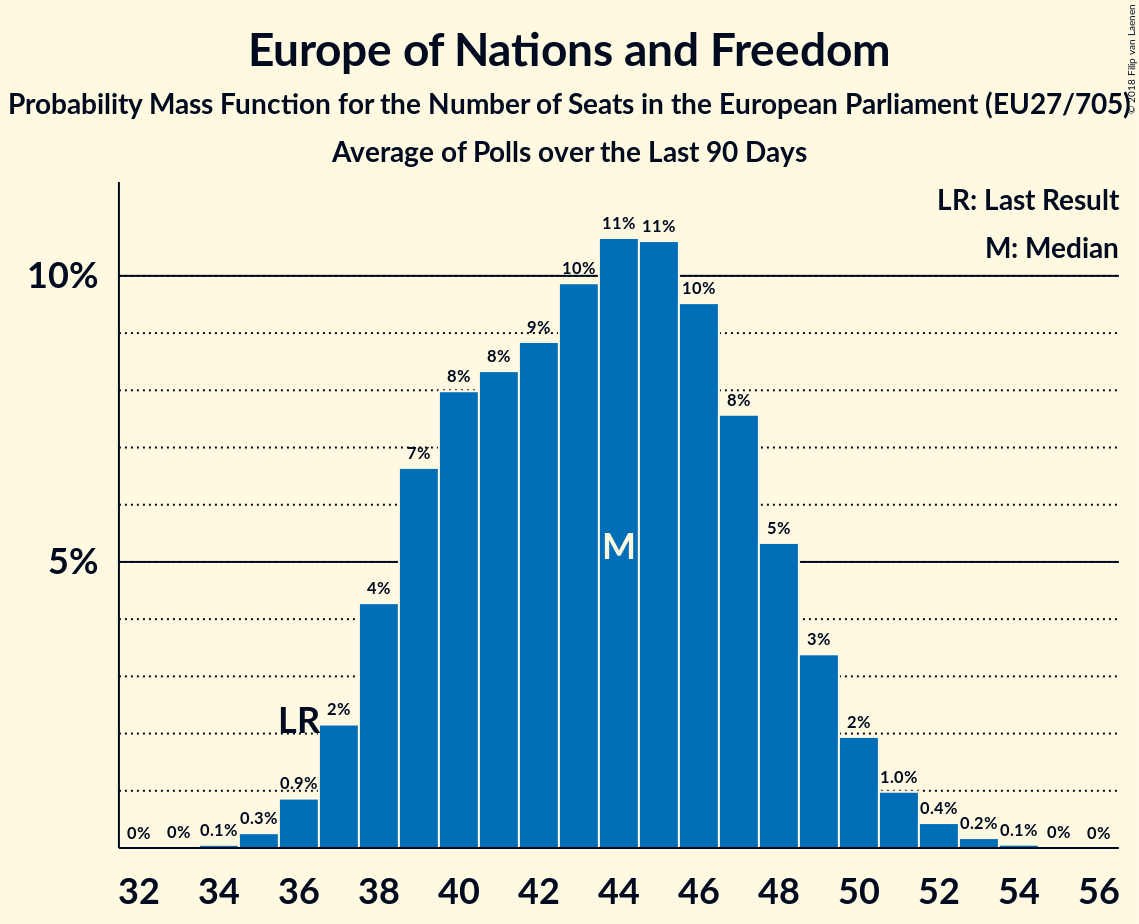 Europe of Nations and Freedom
Probability Mass Function for the Number of Seats in the European Parliament (EU27/705)
Average of Polls over the Last 90 Days
© 2018 Filip van Laenen
LR: Last Result
M: Median
10%
5%
0% 0% 0.1% 0.3% 0.9% 2% 4% 7% 8% 8% 9% 10% 11% 11% 10% 8% 5% 3% 2% 1.0% 0.4% 0.2% 0.1% 0% 0%
LR
M
32 34 36 38 40 42 44 46 48 50 52 54 56